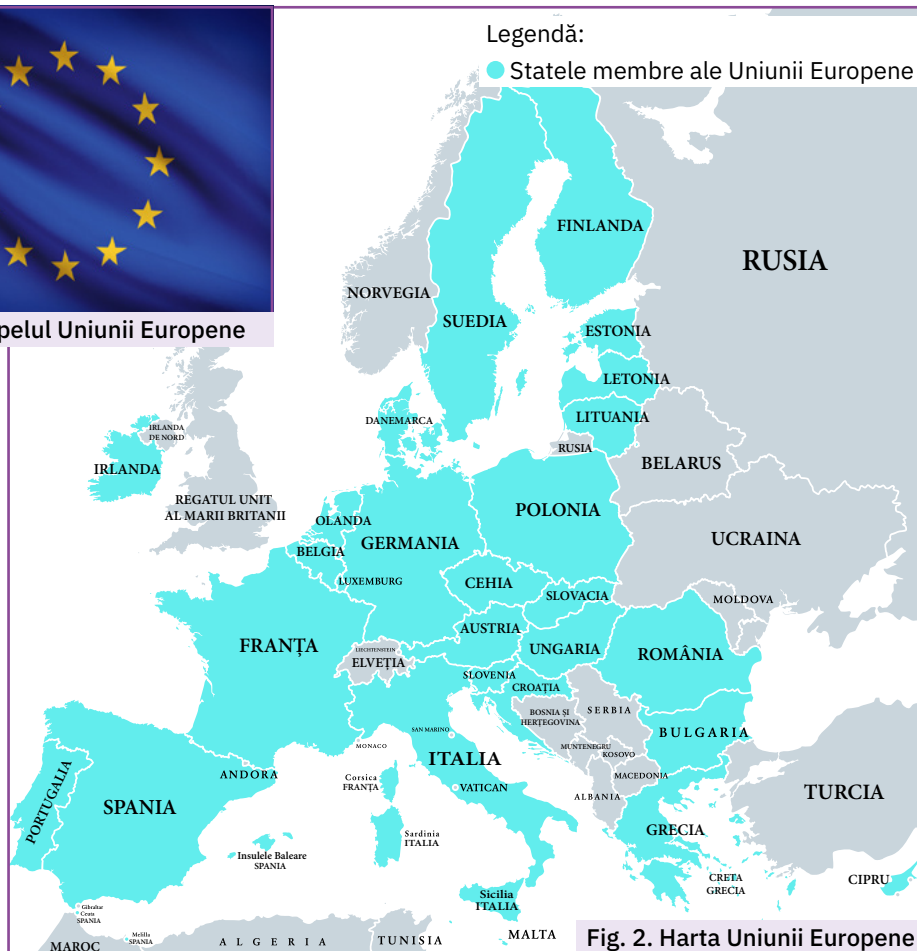 Legendă:
Statele membre ale Uniunii Europene
pelul Uniunii Europene
FINLANDA
RUSIA
NORVEGIA
SUEDIA
ESTONIA
LETONIA
DANEMARCA
LITUANIA
IRLANDA
DE NORD
RUSIA
IRLANDA
BELARUS
REGATUL UNIT
AL MARII BRITANII
OLANDA
POLONIA
BELGIA
GERMANIA
UCRAINA
LUXEMBURG
CEHIA
SLOVACIA
MOLDOVA
AUSTRIA
FRANȚA
LIECHTENSTEIN
ELVEȚIA
UNGARIA
ROMÂNIA
SLOVENIA
CROAȚIA
BOSNIA ȘI
HERȚEGOVINA
SERBIA
SAN MARINO
BULGARIA
MONACO
MUNTENEGRU
KOSOVO
ITALIA
ANDORA
Corsica
FRANȚA
VATICAN
MACEDONIA
ALBANIA
PORTUGALIA
SPANIA
TURCIA
Sardinia
ITALIA
GRECIA
Insulele Baleare
SPANIA
CRETA
GRECIA
CIPRU
Sicilia
ITALIA
Gibraltar
Ceuta
SPANIA
Melilla
SPANIA
MAROC
ALGERIA
TUNISIA
MALTA
Fig. 2. Harta Uniunii Europene